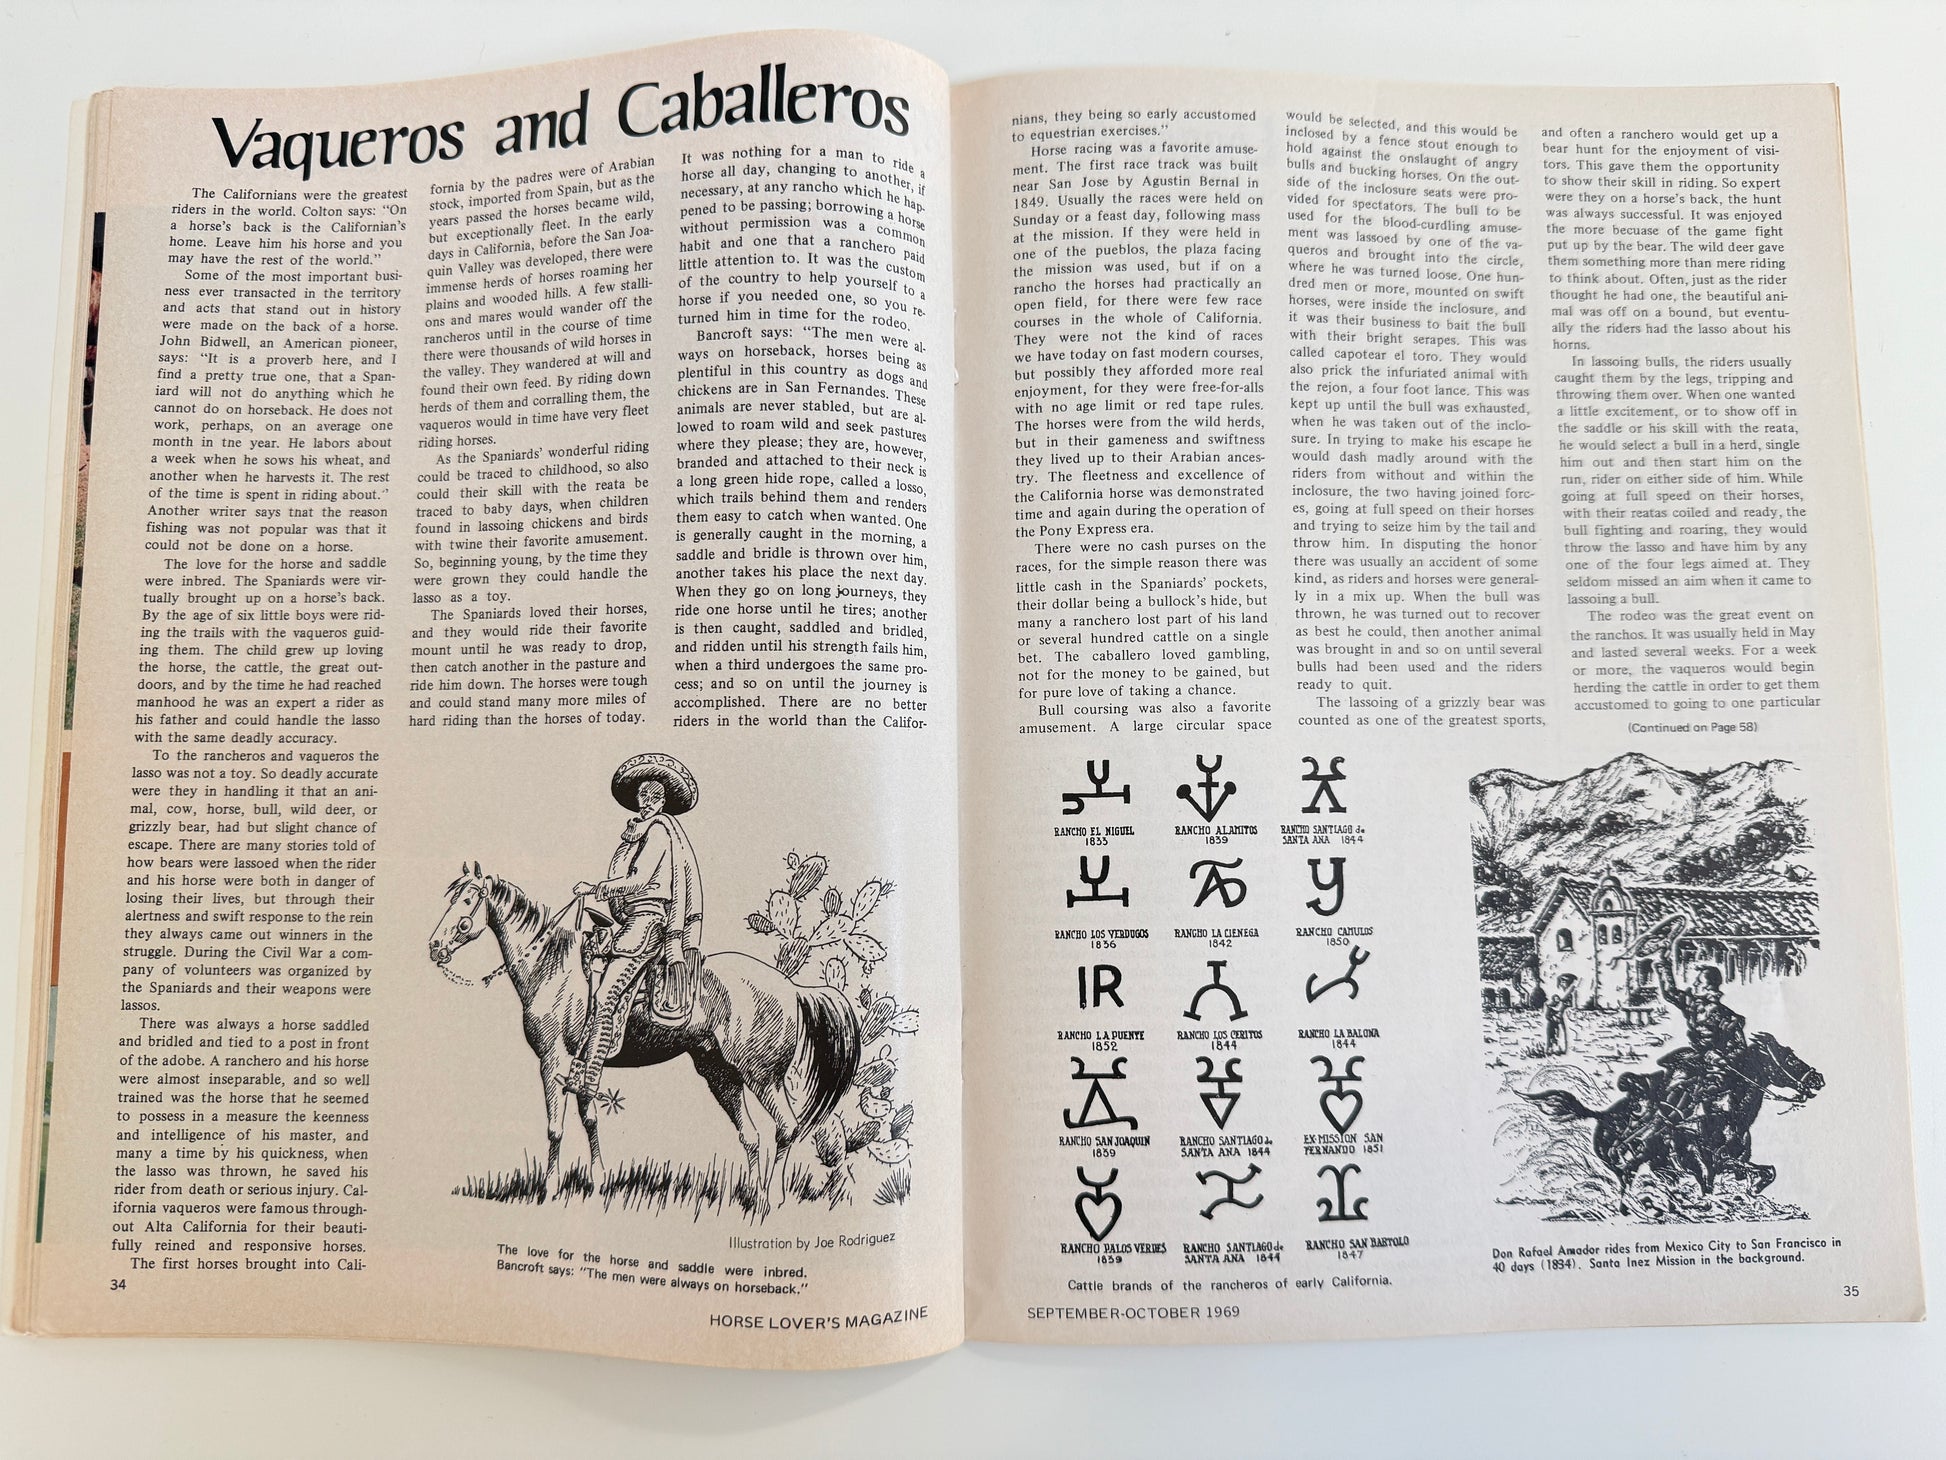 Vaqueros and Caballeros
The Californians were the greatest
riders in the world. Colton says: "On
a horse's back is the Californian's
home. Leave him his horse and you
may have the rest of the world."
Some of the most important busi-
ness ever transacted in the territory
and acts that stand out in history
were made on the back of a horse.
John Bidwell, an American pioneer,
says: "It is a proverb here, and I
find a pretty true one, that a Span-
iard will not do anything which he
cannot do on horseback. He does not
work, perhaps, on an average one
month in tne year. He labors about
a week when he sows his wheat, and
another when he harvests it. The rest
of the time is spent in riding about."
Another writer says that the reason
fishing was not popular was that it
could not be done on a horse.
The love for the horse and saddle
were inbred. The Spaniards were vir-
tually brought up on a horse's back.
By the age of six little boys were rid-
ing the trails with the vaqueros guid-
ing them. The child grew up loving
the horse, the cattle, the great out-
doors, and by the time he had reached
manhood he was an expert a rider as
his father and could handle the lasso
with the same deadly accuracy.
To the rancheros and vaqueros the
lasso was not a toy. So deadly accurate
were they in handling it that an ani-
mal, cow, horse, bull, wild deer, or
grizzly bear, had but slight chance of
escape. There are many stories told of
how bears were lassoed when the rider
and his horse were both in danger of
losing their lives, but through their
alertness and swift response to the rein
they always came out winners in the
struggle. During the Civil War a com-
pany of volunteers was organized by
the Spaniards and their weapons were
lassos.
There was always a horse saddled
and bridled and tied to a post in front
of the adobe. A ranchero and his horse
were almost inseparable, and so well
trained was the horse that he seemed
to possess in a measure the keenness
and intelligence of his master, and
many a time by his quickness, when
the lasso was thrown, he saved his
rider from death or serious injury. Cal-
ifornia vaqueros were famous through-
out Alta California for their beauti-
fully reined and responsive horses.
The first horses brought into Cali-
34
fornia by the padres were of Arabian
stock, imported from Spain, but as the
years passed the horses became wild,
but exceptionally fleet. In the early
days in California, before the San Joa-
quin Valley was developed, there were
immense herds of horses roaming her
plains and wooded hills. A few stalli-
ons and mares would wander off the
rancheros until in the course of time
there were thousands of wild horses in
the valley. They wandered at will and
found their own feed. By riding down
herds of them and corralling them, the
vaqueros would in time have very fleet
riding horses.
As the Spaniards' wonderful riding
could be traced to childhood, so also
could their skill with the reata be
traced to baby days, when children
found in lassoing chickens and birds
with twine their favorite amusement.
So, beginning young, by the time they
were grown they could handle the
lasso as a toy.
The Spaniards loved their horses,
and they would ride their favorite
mount until he was ready to drop,
then catch another in the pasture and
ride him down. The horses were tough
and could stand many more miles of
hard riding than the horses of today.
It was nothing for a man to ride a
horse all day, changing to another, if
necessary, at any rancho which he hap-
pened to be passing; borrowing a horse
without permission was a common
habit and one that a ranchero paid
little attention to. It was the custom
of the country to help yourself to a
horse if you needed one, so you re-
turned him in time for the rodeo.
Bancroft says: "The men were al-
ways on horseback, horses being as
plentiful in this country as dogs and
chickens are in San Fernandes. These
animals are never stabled, but are al-
lowed to roam wild and seek pastures
where they please; they are, however,
branded and attached to their neck is
a long green hide rope, called a losso,
which trails behind them and renders
them easy to catch when wanted. One
is generally caught in the morning, a
saddle and bridle is thrown over him,
another takes his place the next day.
When they go on long journeys, they
ride one horse until he tires; another
is then caught, saddled and bridled,
and ridden until his strength fails him,
when a third undergoes the same pro-
cess; and so on until the journey is
accomplished. There are no better
riders in the world than the Califor-
Illustration by Joe Rodriguez
The love for the horse and saddle were inbred.
Bancroft says: "The men were always on horseback."
HORSE LOVER'S MAGAZINE
nians, they being so early accustomed
to equestrian exercises."
Horse racing was a favorite amuse-
ment. The first race track was built
near San Jose by Agustin Bernal in
1849. Usually the races were held on
Sunday or a feast day, following mass
at the mission. If they were held in
one of the pueblos, the plaza facing
the mission was used, but if on a
rancho the horses had practically an
open field, for there were few race
courses in the whole of California.
They were not the kind of races
we have today on fast modern courses,
but possibly they afforded more real
enjoyment, for they were free-for-alls
with no age limit or red tape rules.
The horses were from the wild herds,
but in their gameness and swiftness
they lived up to their Arabian ances-
try. The fleetness and excellence of
the California horse was demonstrated
time and again during the operation of
the Pony Express era.
There were no cash purses on the
races, for the simple reason there was
little cash in the Spaniards' pockets,
their dollar being a bullock's hide, but
many a ranchero lost part of his land
or several hundred cattle on a single
bet. The caballero loved gambling,
not for the money to be gained, but
for pure love of taking a chance.
Bull coursing was also a favorite
amusement. A large circular space
would be selected, and this would be
inclosed by a fence stout enough to
hold against the onslaught of angry
bulls and bucking horses. On the out-
side of the inclosure seats were pro-
vided for spectators. The bull to be
used for the blood-curdling amuse-
ment was lassoed by one of the va-
queros and brought into the circle,
where he was turned loose. One hun-
dred men or more, mounted on swift
horses, were inside the inclosure, and
it was their business to bait the bull
with their bright serapes. This was
called capotear el toro. They would
also prick the infuriated animal with
the rejon, a four foot lance. This was
kept up until the bull was exhausted,
when he was taken out of the inclo-
sure. In trying to make his escape he
would dash madly around with the
riders from without and within the
inclosure, the two having joined forc-
es, going at full speed on their horses
and trying to seize him by the tail and
throw him. In disputing the honor
there was usually an accident of some
kind, as riders and horses were general-
ly in a mix up. When the bull was
thrown, he was turned out to recover
as best he could, then another animal
was brought in and so on until several
bulls had been used and the riders
ready to quit.
The lassoing of a grizzly bear was
counted as one of the greatest sports,
and often a ranchero would get up a
bear hunt for the enjoyment of visi-
tors. This gave them the opportunity
to show their skill in riding. So expert
were they on a horse's back, the hunt
was always successful. It was enjoyed
the more becuase of the game fight
put up by the bear. The wild deer gave
them something more than mere riding
to think about. Often, just as the rider
thought he had one, the beautiful ani-
mal was off on a bound, but eventu-
ally the riders had the lasso about his
horns.
In lassoing bulls, the riders usually
caught them by the legs, tripping and
throwing them over. When one wanted
a little excitement, or to show off in
the saddle or his skill with the reata,
he would select a bull in a herd, single
him out and then start him on the
run, rider on either side of him. While
going at full speed on their horses,
with their reatas coiled and ready, the
bull fighting and roaring, they would
throw the lasso and have him by any
one of the four legs aimed at. They
seldom missed an aim when it came to
lassoing a bull.
The rodeo was the great event on
the ranchos. It was usually held in May
and lasted several weeks. For a week
or more, the vaqueros would begin
herding the cattle in order to get them
accustomed to going to one particular
(Continued on Page 58)
RANCHO EL NIGUEL
1835
RANCHO ALAMITOS
1839
RANCHO SANTIAGO de
SANTA ANA 1844
RANCHO LOS VERDUGOS
1836
RANCHO LA CIENEGA
1842
RANCHO CAMULOS
1850
IR
RANCHO LA PUENTE
1852
RANCHO LOS CERITOS
1844
RANCHO LA BALONA
1844
RANCHO SAN JOAQUIN
1839
RANCHO SANTIAGO de
SANTA ANA 1844
EX-MISSION SAN
FERNANDO 1851
RANCHO PALOS VERDES
1839
RANCHO SANTIAGO de
SANTA ANA 1844
RANCHO SAN BARTOLO
1847
Cattle brands of the rancheros of early California.
Don Rafael Amador rides from Mexico City to San Francisco in
40 days (1834). Santa Inez Mission in the background.
SEPTEMBER-OCTOBER 1969
35